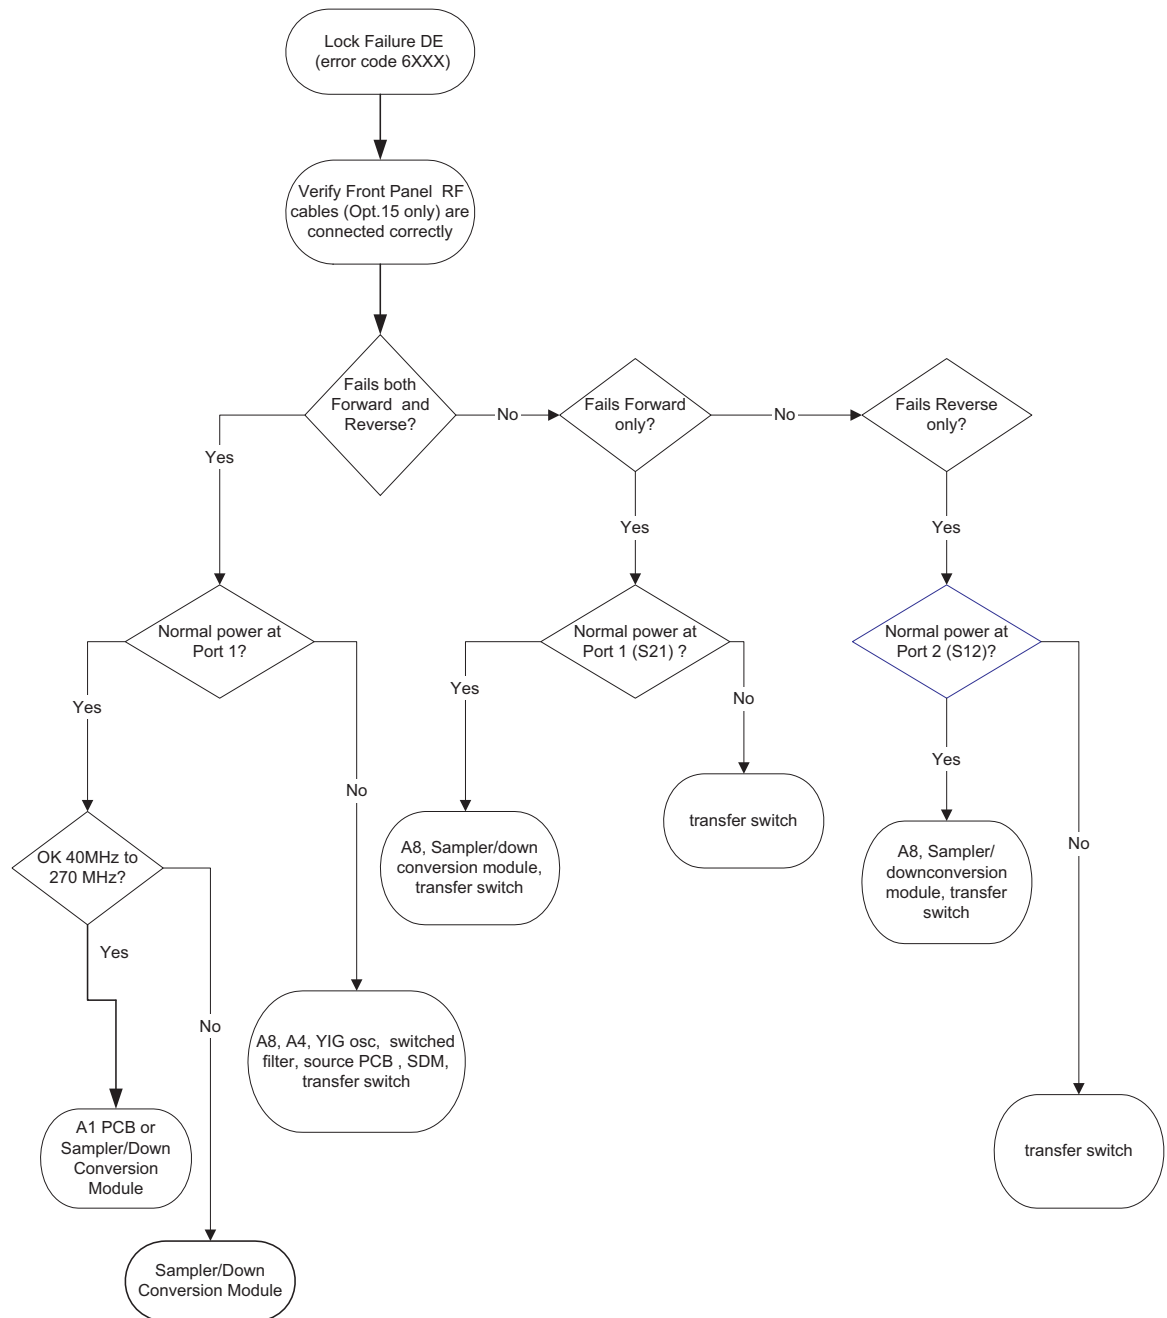 Lock Failure DE
(error code 6XXX)
Verify Front Panel RF
cables (Opt.15 only) are
connected correctly
Fails both
Forward and
Reverse?
No
Fails Forward
only?
No
Fails Reverse
only?
Yes
Yes
Yes
Normal power at
Port 1?
Normal power at
Port 1 (S21) ?
Normal power at
Port 2 (S12)?
Yes
No
Yes
No
Yes
No
OK 40MHz to
270 MHz?
A8, Sampler/down
conversion module,
transfer switch
transfer switch
A8, Sampler/
downconversion
module, transfer
switch
Yes
No
A8, A4, YIG osc, switched
filter, source PCB , SDM,
transfer switch
A1 PCB or
Sampler/Down
Conversion
Module
transfer switch
Sampler/Down
Conversion Module